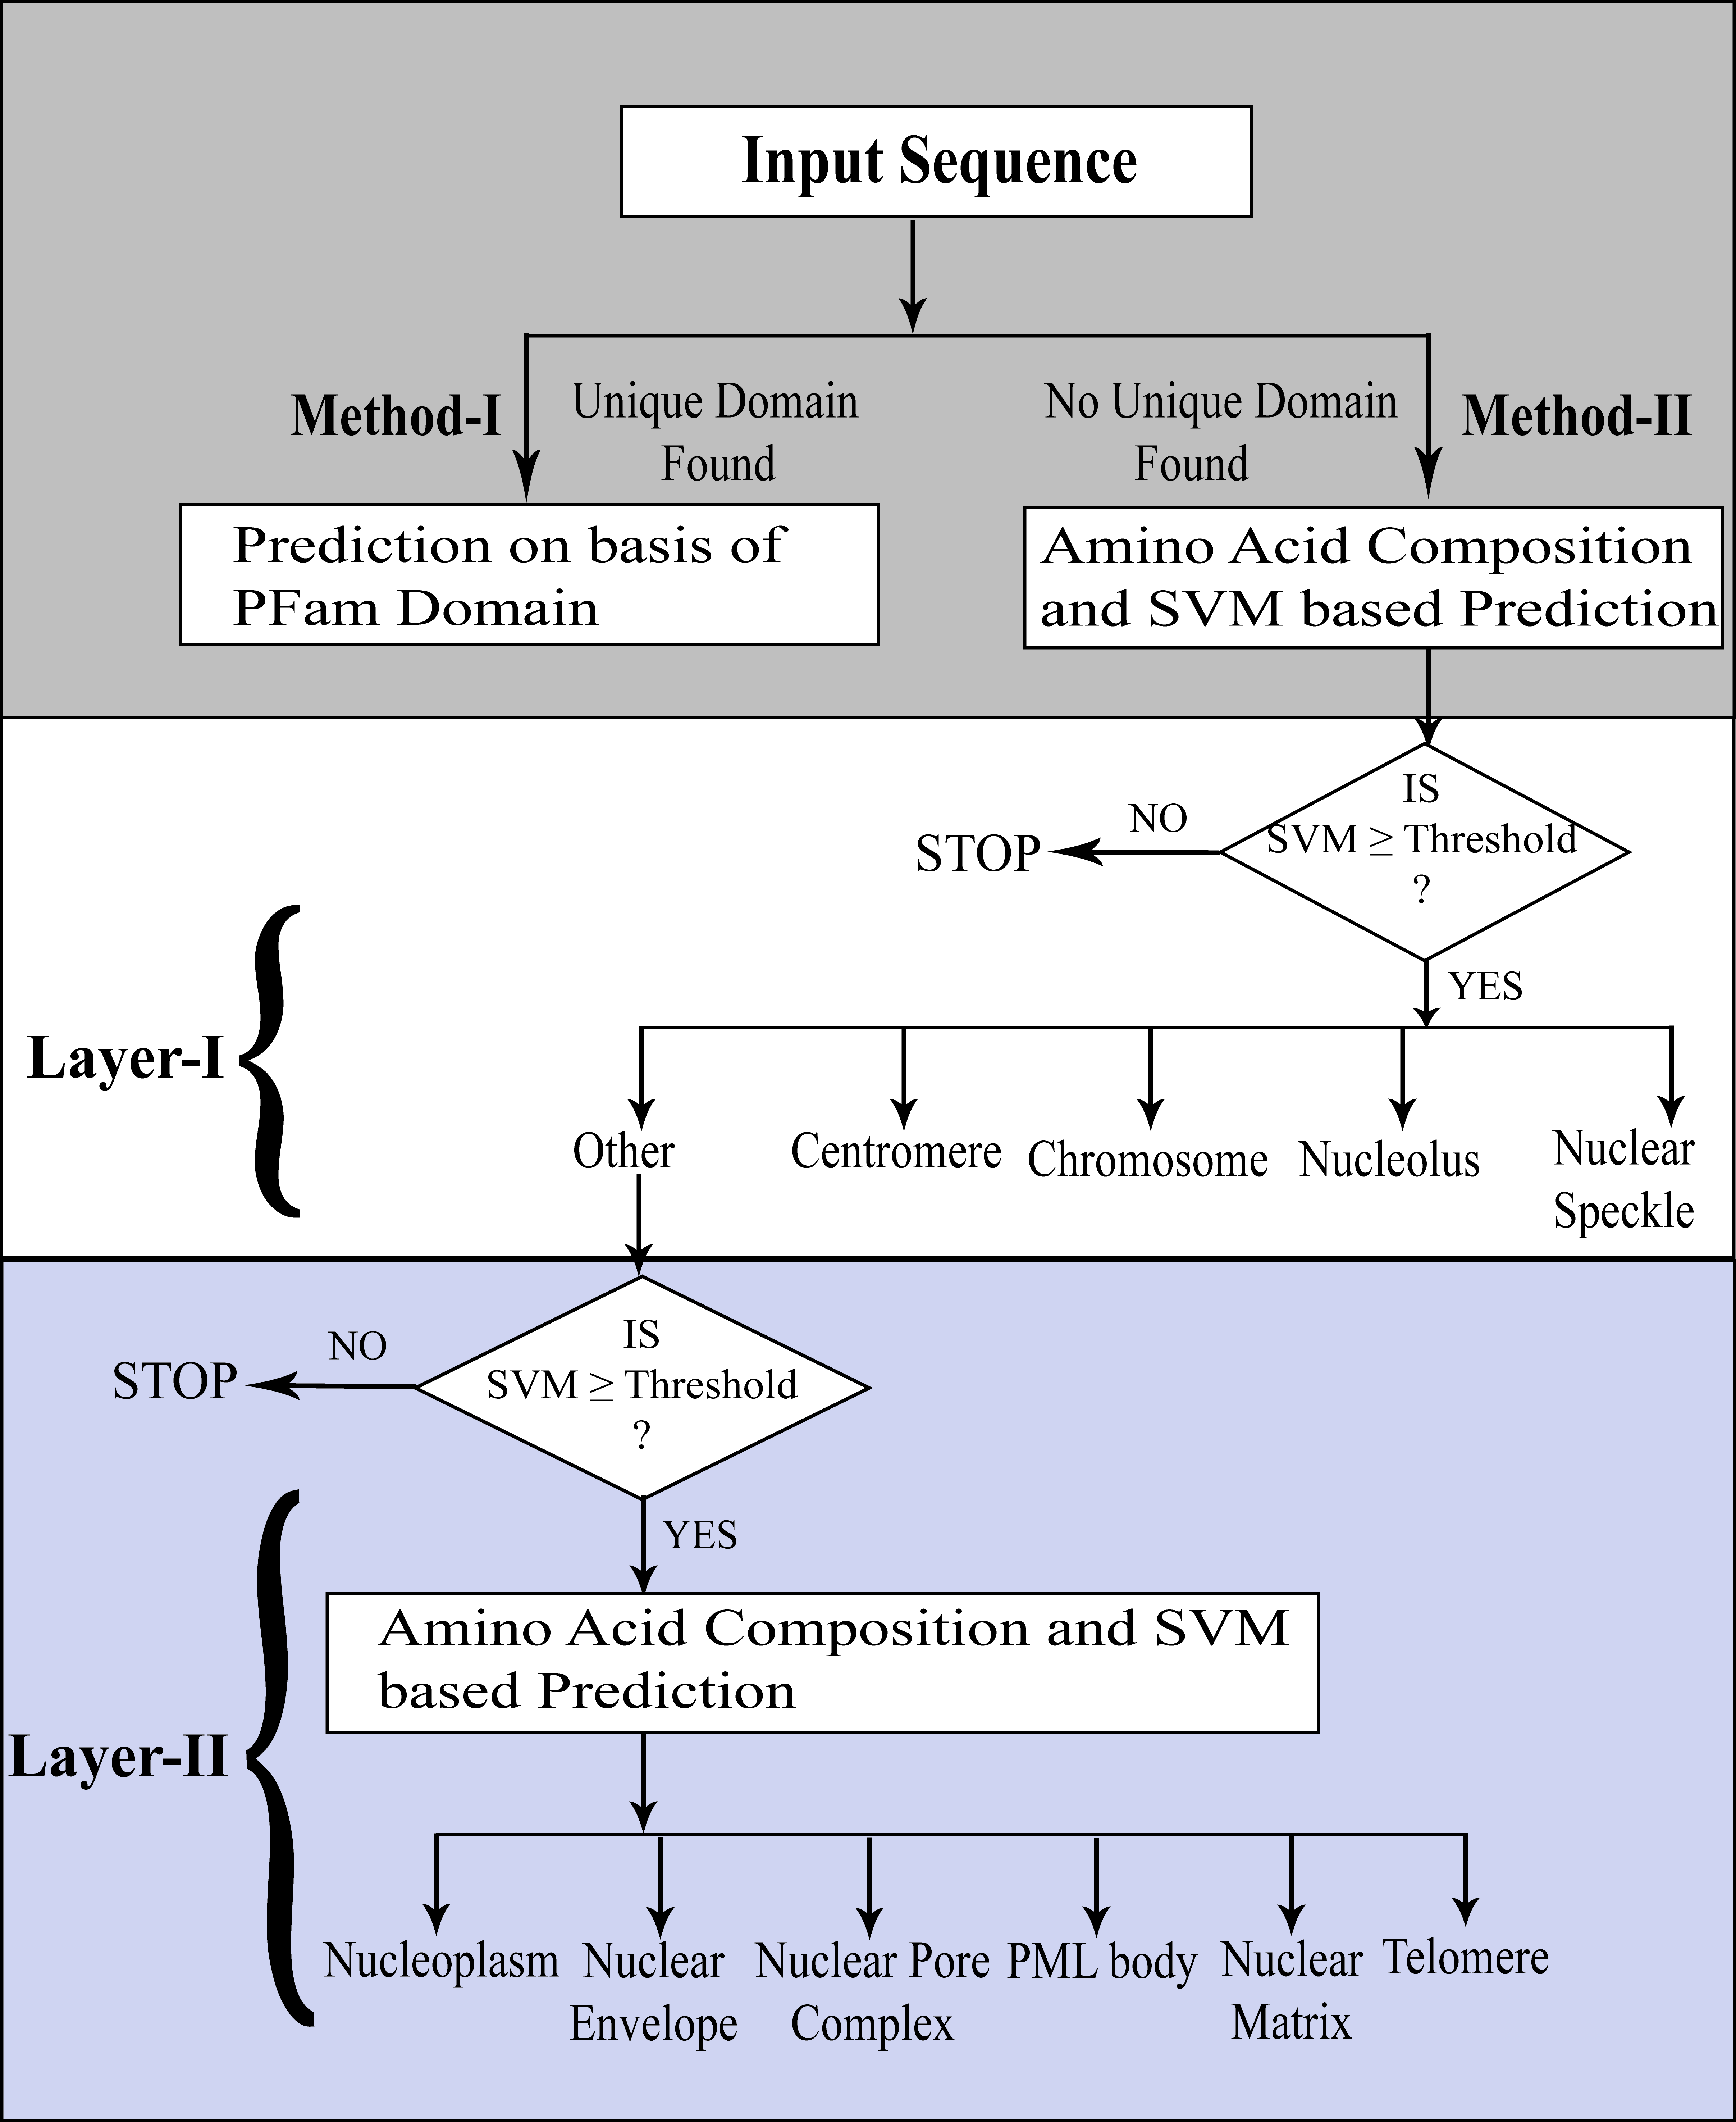 Input Sequence
Method-I
Unique Domain
Found
No Unique Domain
Found
Method-II
Prediction on basis of
PFam Domain
Amino Acid Composition
and SVM based Prediction
IS
SVM ≥ Threshold
?
NO
STOP
YES
Layer-I
Other
Centromere
Chromosome
Nucleolus
Nuclear
Speckle
IS
SVM ≥ Threshold
?
NO
STOP
YES
Amino Acid Composition and SVM
based Prediction
Layer-II
Nucleoplasm
Nuclear
Envelope
Nuclear Pore
Complex
PML body
Nuclear
Matrix
Telomere